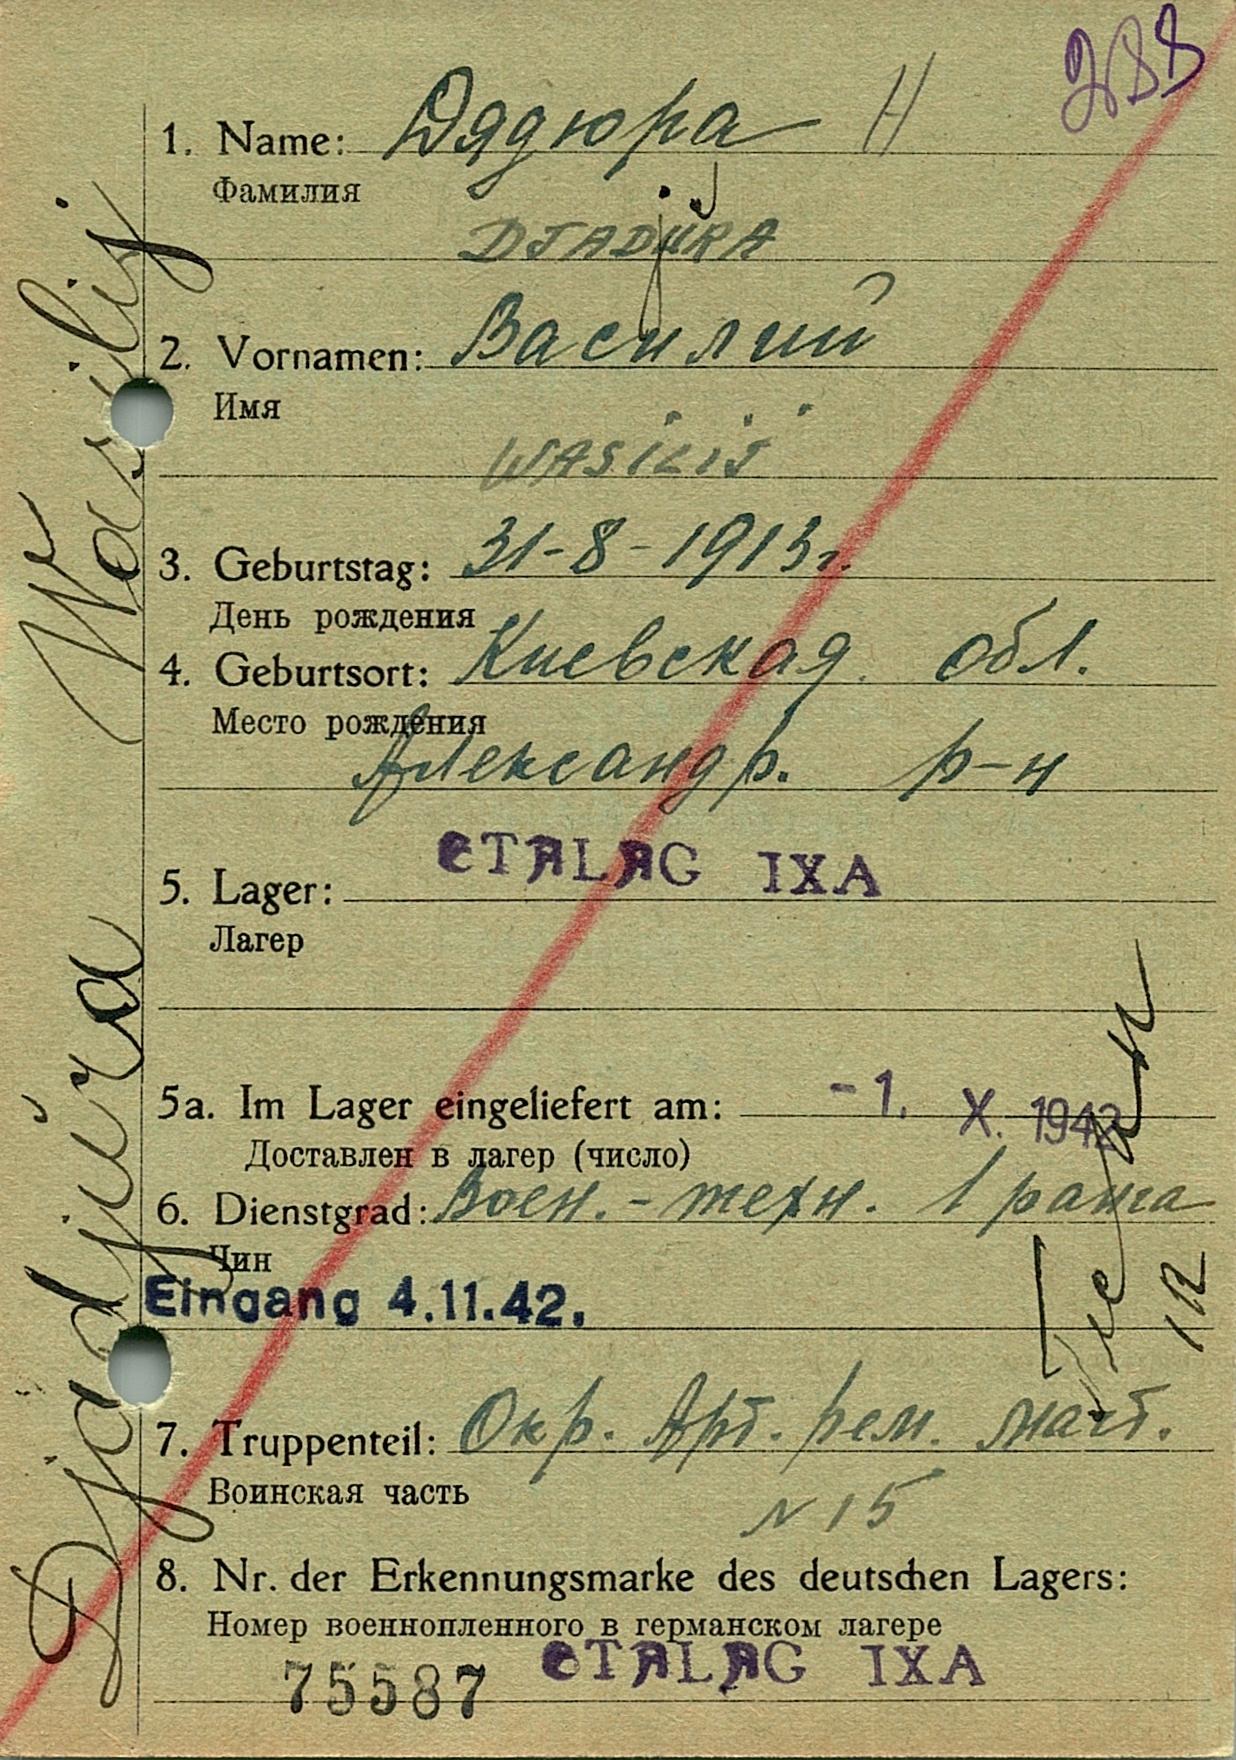 288
1. Name: Дядюра Н
Фамилия
DJADJURA
2. Vornamen: Василий
Имя
WASILIJ
3. Geburtstag: 31-8-1913г.
День рождения
4. Geburtsort: Киевская обл.
Место рождения
Александр. р-н
5. Lager: STALAG IXA
Лагер
5a. Im Lager eingeliefert am: -1. X. 1942
Доставлен в лагер (число)
6. Dienstgrad: Воен.-техн. 1 ранга
Чин
Eingang 4.11.42.
7. Truppenteil: Окр. Арт. рем. маст.
Воинская часть
N 15
8. Nr. der Erkennungsmarke des deutschen Lagers:
Номер военнопленного в германском лагере
75587 STALAG IXA
Djadjura Wasilij